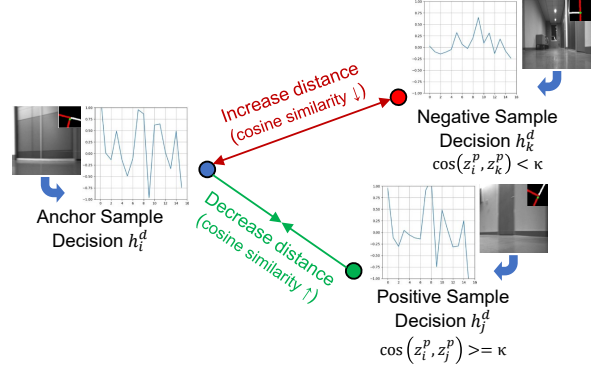 Increase distance
(cosine similarity ↓)
Negative Sample
Decision h_k^d
cos(z_i^p, z_k^p) < κ
Anchor Sample
Decision h_i^d
Decrease distance
(cosine similarity ↑)
Positive Sample
Decision h_j^d
cos (z_i^p, z_j^p) >= κ